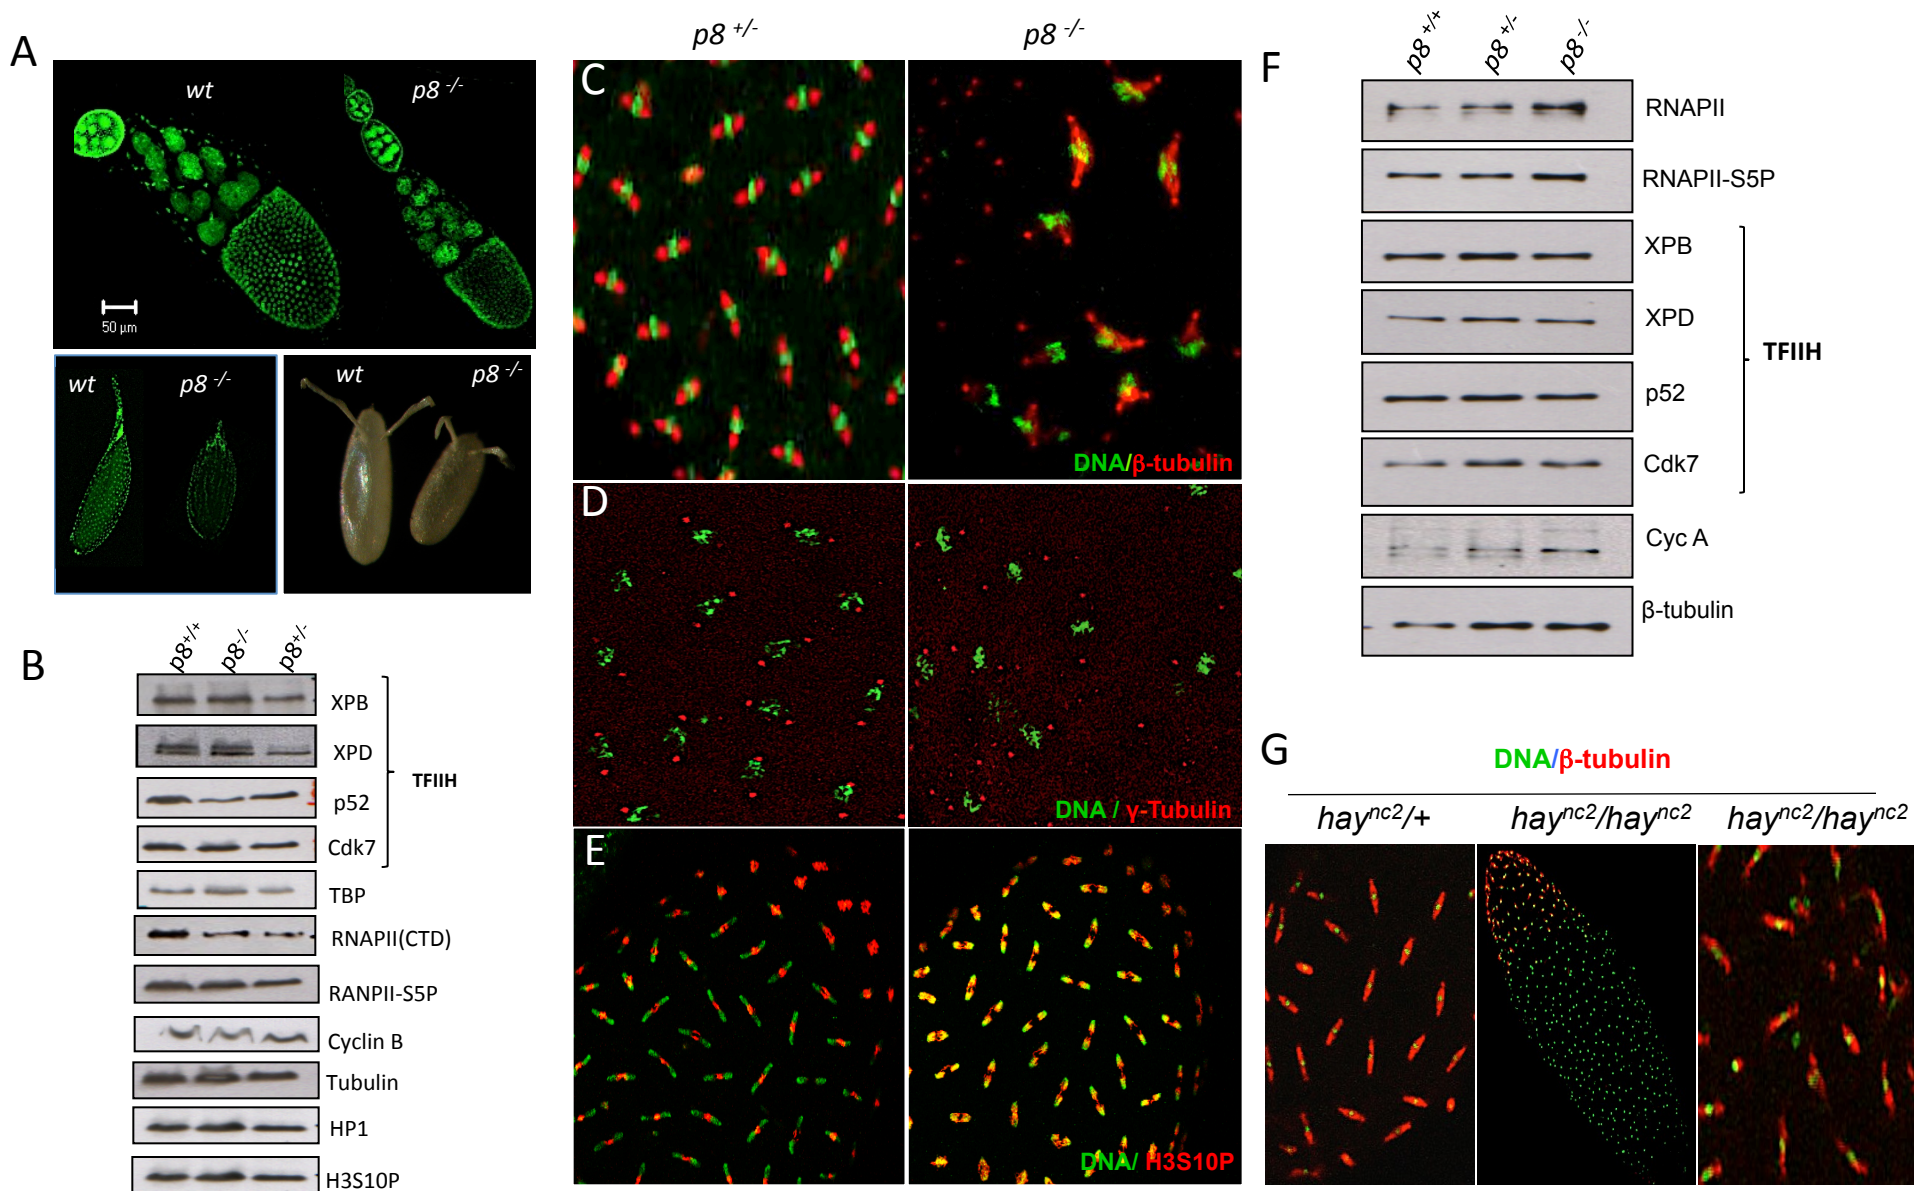 A
wt
p8 -/-
50 µm
wt
p8 -/-
wt
p8 -/-
B
p8+/+
p8-/-
p8+/-
XPB
XPD
p52
Cdk7
TFIIH
TBP
RNAPII(CTD)
RANPII-S5P
Cyclin B
Tubulin
HP1
H3S10P
p8 +/-
p8 -/-
C
DNA/β-tubulin
D
DNA / γ-Tubulin
E
DNA/ H3S10P
F
p8+/+
p8+/-
p8-/-
RNAPII
RNAPII-S5P
XPB
XPD
p52
Cdk7
TFIIH
Cyc A
β-tubulin
G
DNA/β-tubulin
haync2/+
haync2/haync2
haync2/haync2